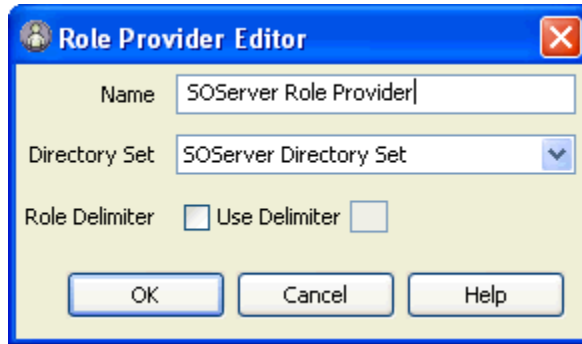 Role Provider Editor
Name SOServer Role Provider
Directory Set SOServer Directory Set
Role Delimiter Use Delimiter
OK Cancel Help